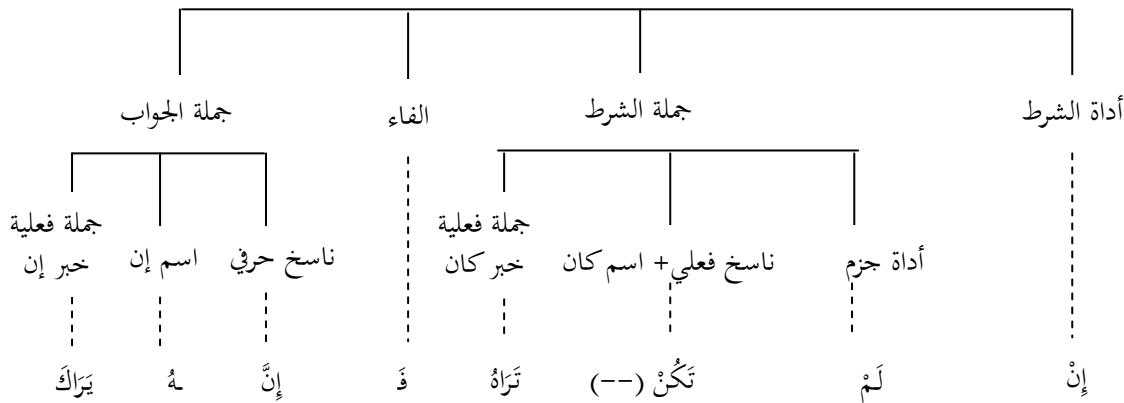 أداة الشرط جملة الشرط الفاء جملة الجواب
أداة جزم ناسخ فعلي+ اسم كان جملة فعلية خبر كان ناسخ حرفي اسم إن جملة فعلية خبر إن
إِنْ لَمْ تَكُنْ (--) تَرَاهُ فَ إِنَّ ـهُ يَرَاكَ